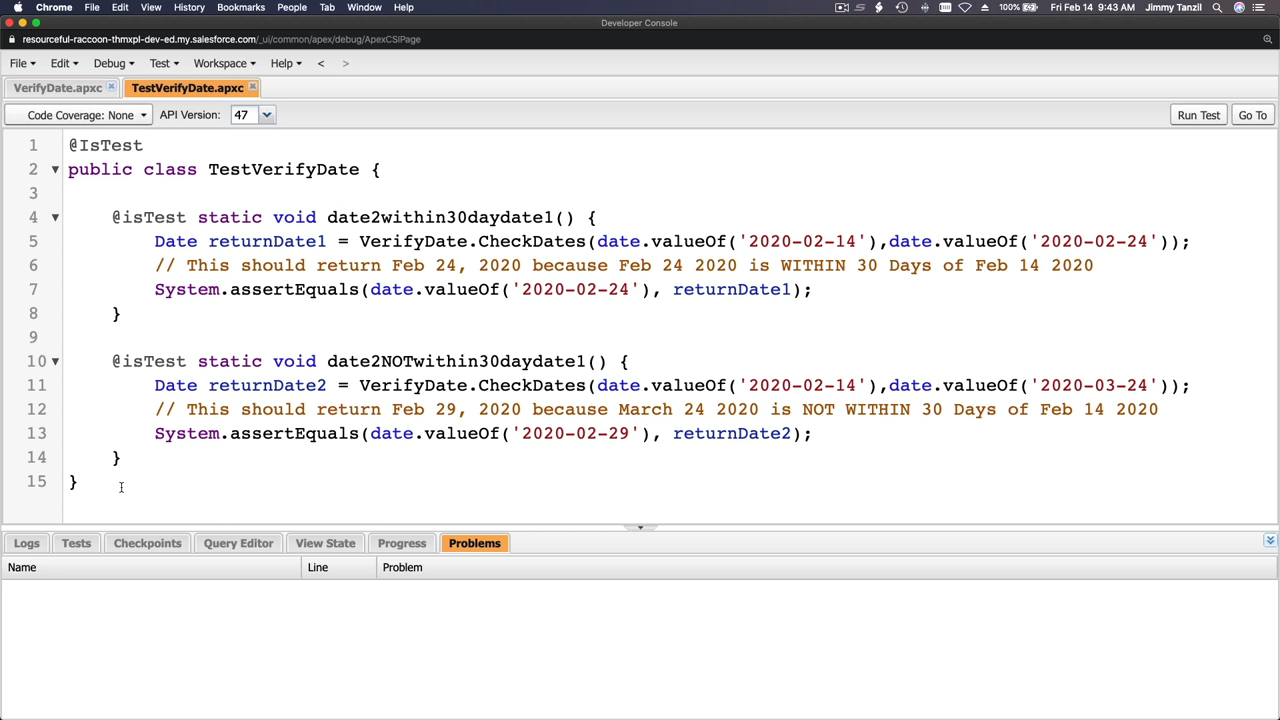 Chrome File Edit View History Bookmarks People Tab Window Help 100% Fri Feb 14 9:43 AM Jimmy Tanzil
Developer Console
resourceful-raccoon-thmxpl-dev-ed.my.salesforce.com/_ui/common/apex/debug/ApexCSIPage
File Edit Debug Test Workspace Help < >
VerifyDate.apxc TestVerifyDate.apxc
Code Coverage: None API Version: 47 Run Test Go To
1 @IsTest
2 public class TestVerifyDate {
3
4 @isTest static void date2within30daydate1() {
5 Date returnDate1 = VerifyDate.CheckDates(date.valueOf('2020-02-14'),date.valueOf('2020-02-24'));
6 // This should return Feb 24, 2020 because Feb 24 2020 is WITHIN 30 Days of Feb 14 2020
7 System.assertEquals(date.valueOf('2020-02-24'), returnDate1);
8 }
9
10 @isTest static void date2NOTwithin30daydate1() {
11 Date returnDate2 = VerifyDate.CheckDates(date.valueOf('2020-02-14'),date.valueOf('2020-03-24'));
12 // This should return Feb 29, 2020 because March 24 2020 is NOT WITHIN 30 Days of Feb 14 2020
13 System.assertEquals(date.valueOf('2020-02-29'), returnDate2);
14 }
15 }
Logs Tests Checkpoints Query Editor View State Progress Problems
Name Line Problem